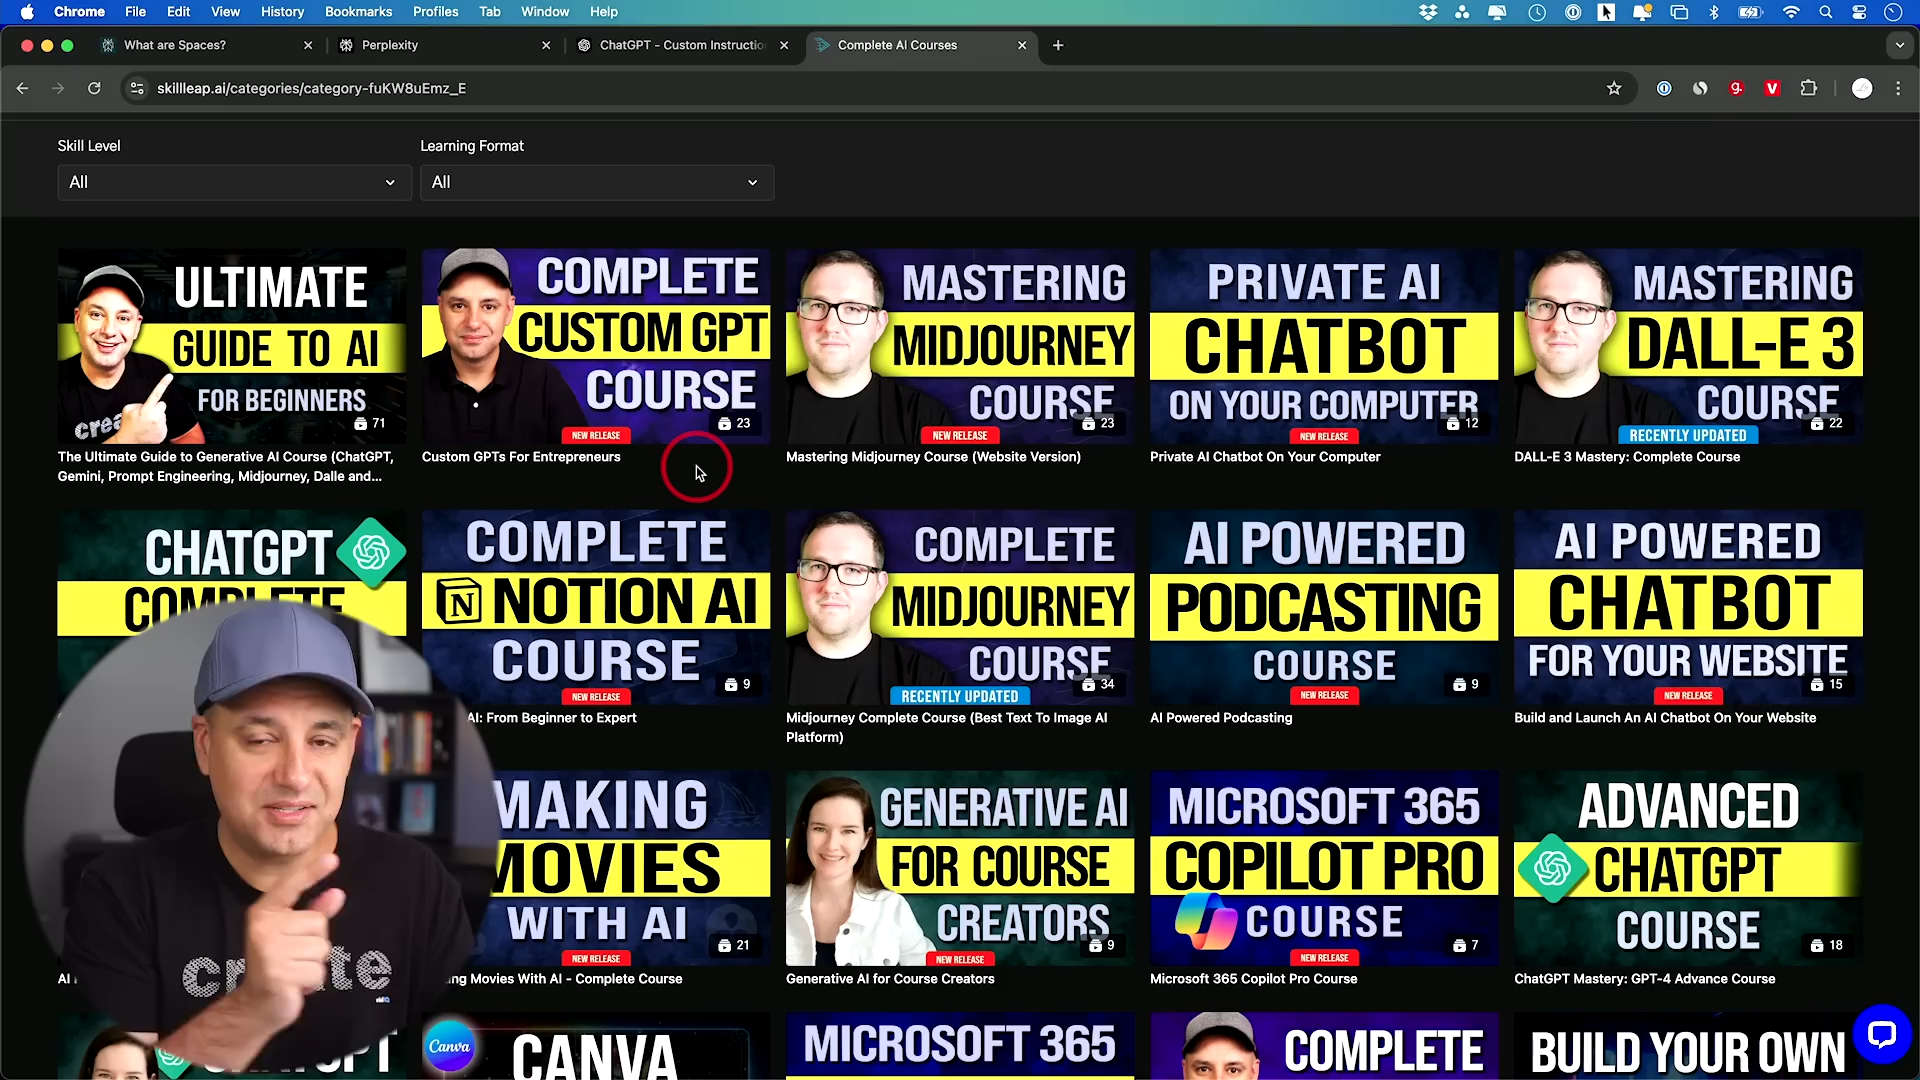 Chrome File Edit View History Bookmarks Profiles Tab Window Help
What are Spaces?
Perplexity
ChatGPT - Custom Instructio
Complete AI Courses
skillleap.ai/categories/category-fuKW8uEmz_E
Skill Level
Learning Format
All
All
ULTIMATE
GUIDE TO AI
FOR BEGINNERS
71
The Ultimate Guide to Generative AI Course (ChatGPT,
Gemini, Prompt Engineering, Midjourney, Dalle and...
COMPLETE
CUSTOM GPT
COURSE
23
NEW RELEASE
Custom GPTs For Entrepreneurs
MASTERING
MIDJOURNEY
COURSE
23
NEW RELEASE
Mastering Midjourney Course (Website Version)
PRIVATE AI
CHATBOT
ON YOUR COMPUTER
12
NEW RELEASE
Private AI Chatbot On Your Computer
MASTERING
DALL-E 3
COURSE
22
RECENTLY UPDATED
DALL-E 3 Mastery: Complete Course
CHATGPT
COMPLETE
COMPLETE
NOTION AI
COURSE
9
NEW RELEASE
AI: From Beginner to Expert
COMPLETE
MIDJOURNEY
COURSE
34
RECENTLY UPDATED
Midjourney Complete Course (Best Text To Image AI
Platform)
AI POWERED
PODCASTING
COURSE
9
NEW RELEASE
AI Powered Podcasting
AI POWERED
CHATBOT
FOR YOUR WEBSITE
15
NEW RELEASE
Build and Launch An AI Chatbot On Your Website
MAKING
MOVIES
WITH AI
21
NEW RELEASE
ng Movies With AI - Complete Course
GENERATIVE AI
FOR COURSE
CREATORS
9
NEW RELEASE
Generative AI for Course Creators
MICROSOFT 365
COPILOT PRO
COURSE
7
NEW RELEASE
Microsoft 365 Copilot Pro Course
ADVANCED
CHATGPT
COURSE
18
ChatGPT Mastery: GPT-4 Advance Course
Canva
CANVA
MICROSOFT 365
COMPLETE
BUILD YOUR OWN